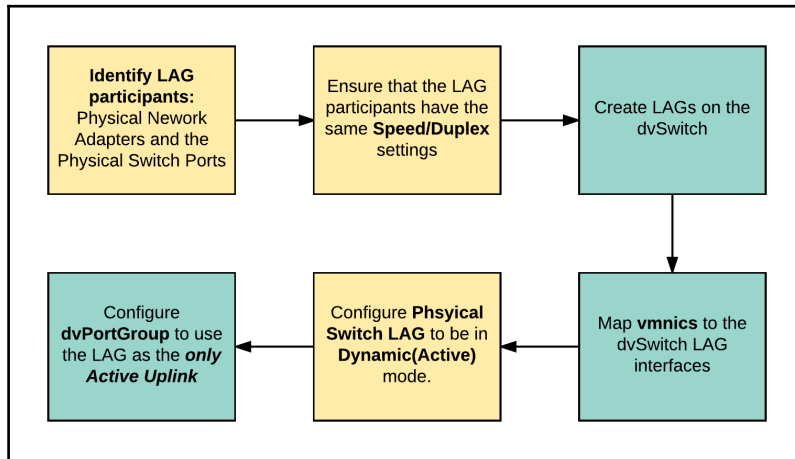 Identify LAG
participants:
Physical Nework
Adapters and the
Physical Switch Ports
Ensure that the LAG
participants have the
same Speed/Duplex
settings
Create LAGs on the
dvSwitch
Map vmnics to the
dvSwitch LAG
interfaces
Configure Phsyical
Switch LAG to be in
Dynamic(Active)
mode.
Configure
dvPortGroup to use
the LAG as the only
Active Uplink